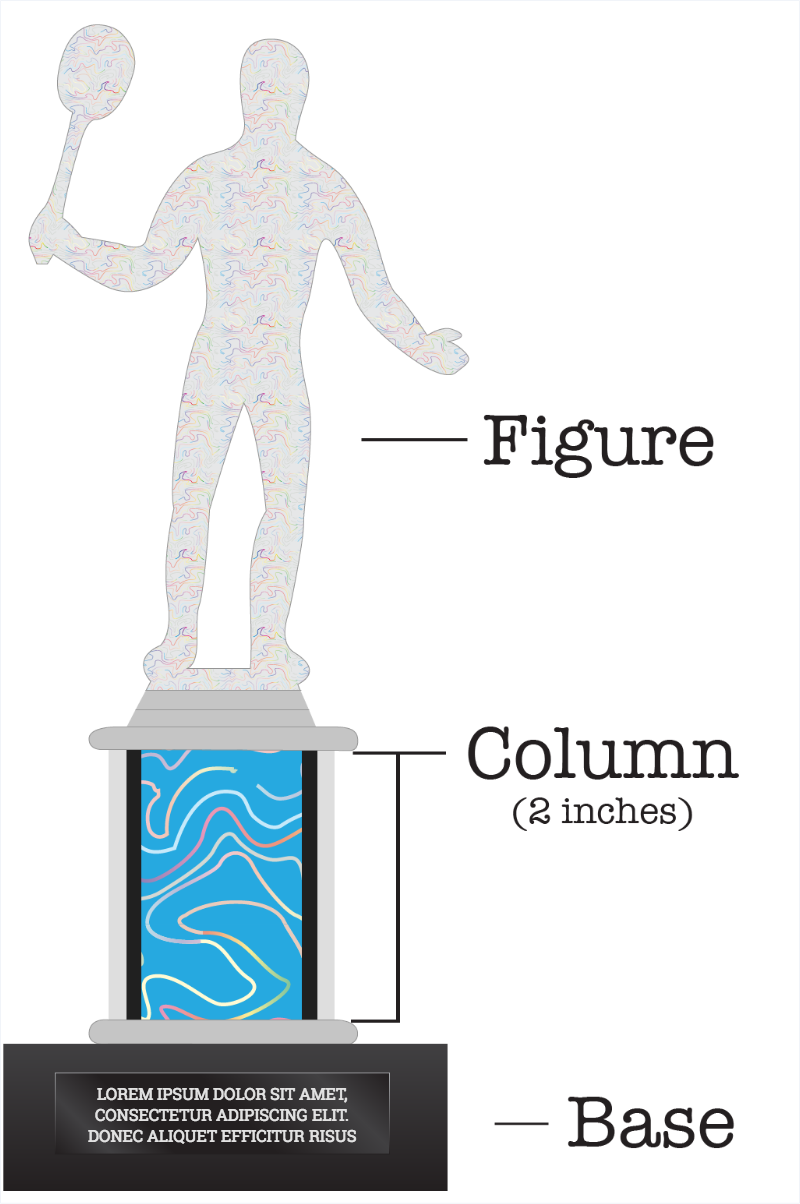 Figure
Column
(2 inches)
LOREM IPSUM DOLOR SIT AMET,
CONSECTETUR ADIPISCING ELIT.
DONEC ALIQUET EFFICITUR RISUS
Base